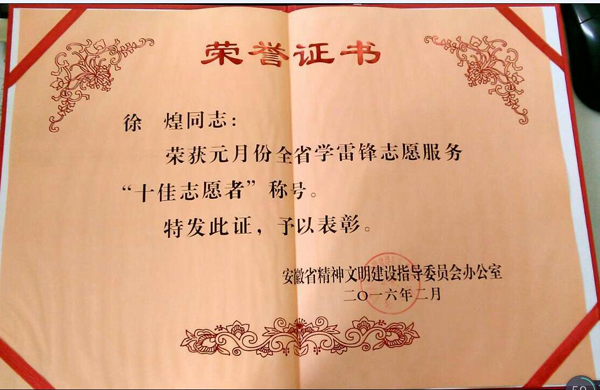 荣誉证书
徐 煌同志：
荣获元月份全省学雷锋志愿服务
“十佳志愿者”称号。
特发此证，予以表彰。
安徽省精神文明建设指导委员会办公室
二〇一六年二月